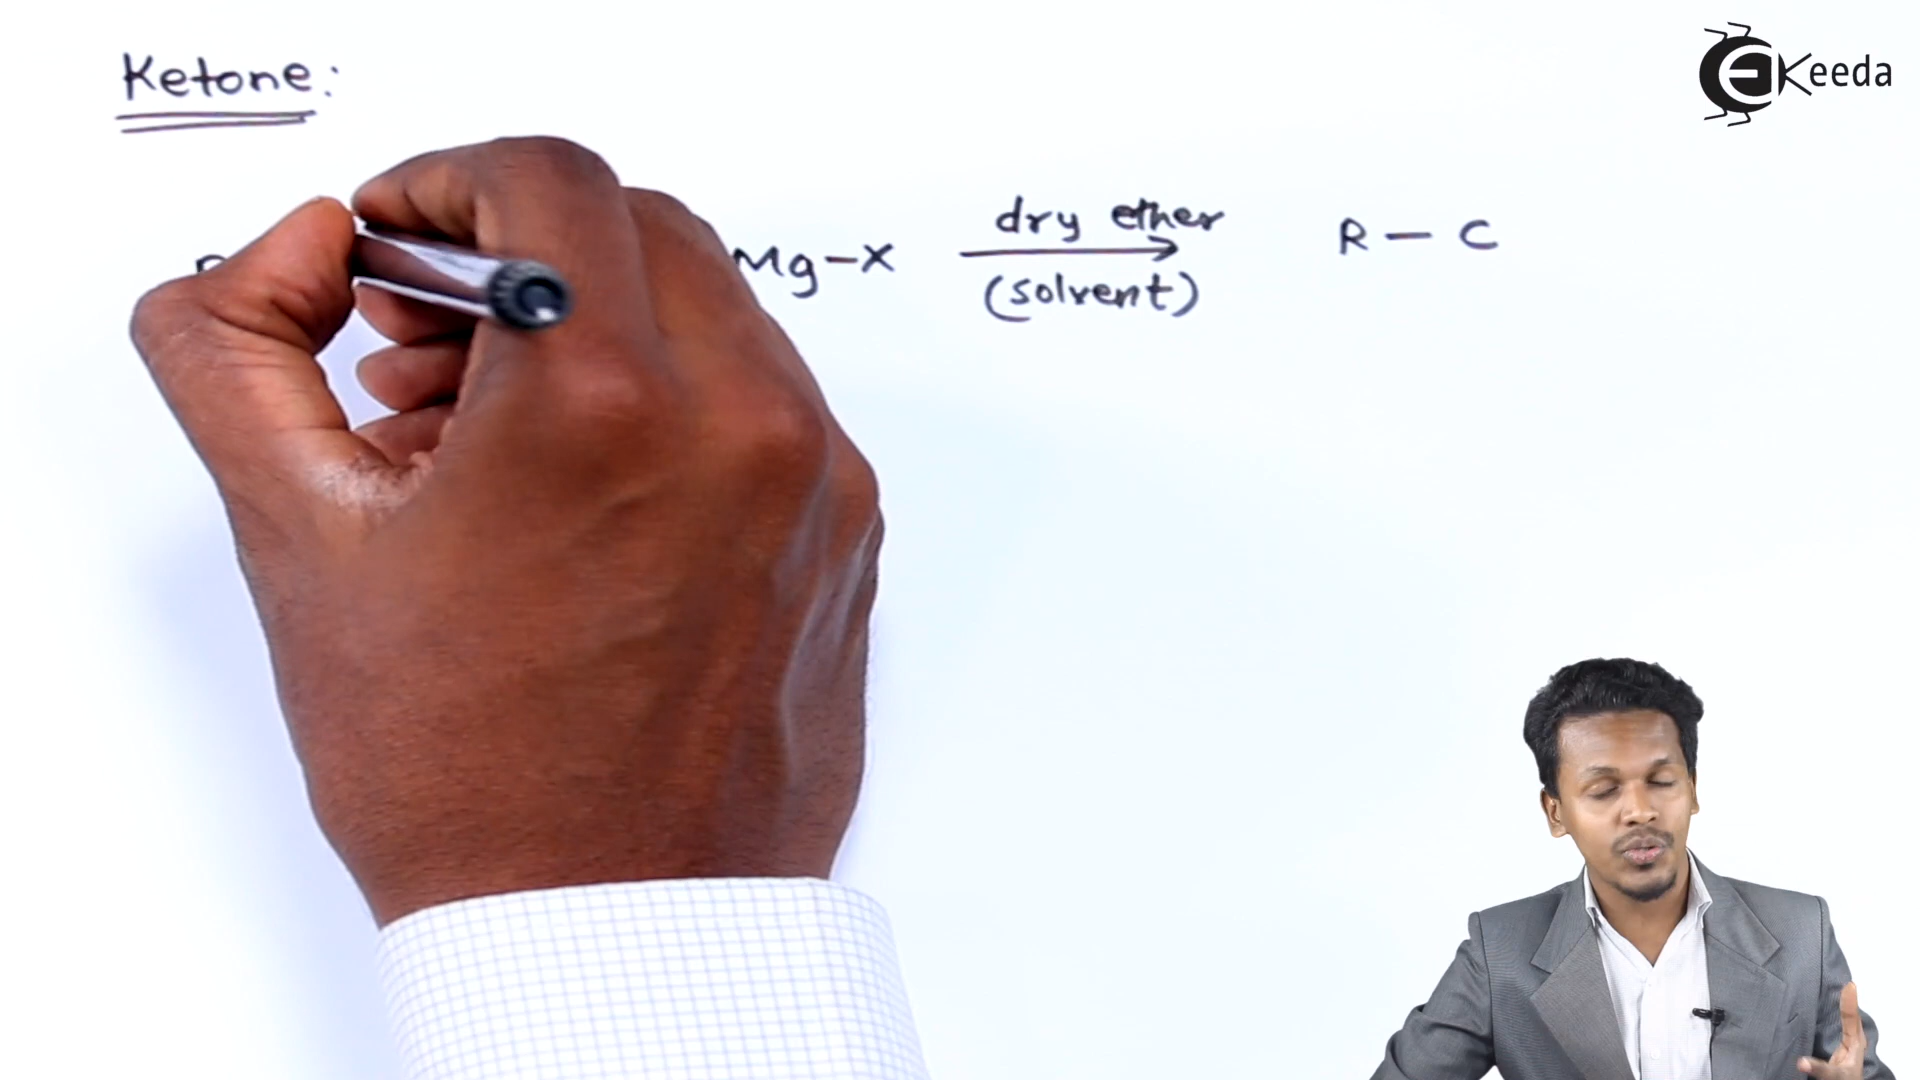 Keeda
Ketone:
dry ether
Mg-X R - C
(solvent)